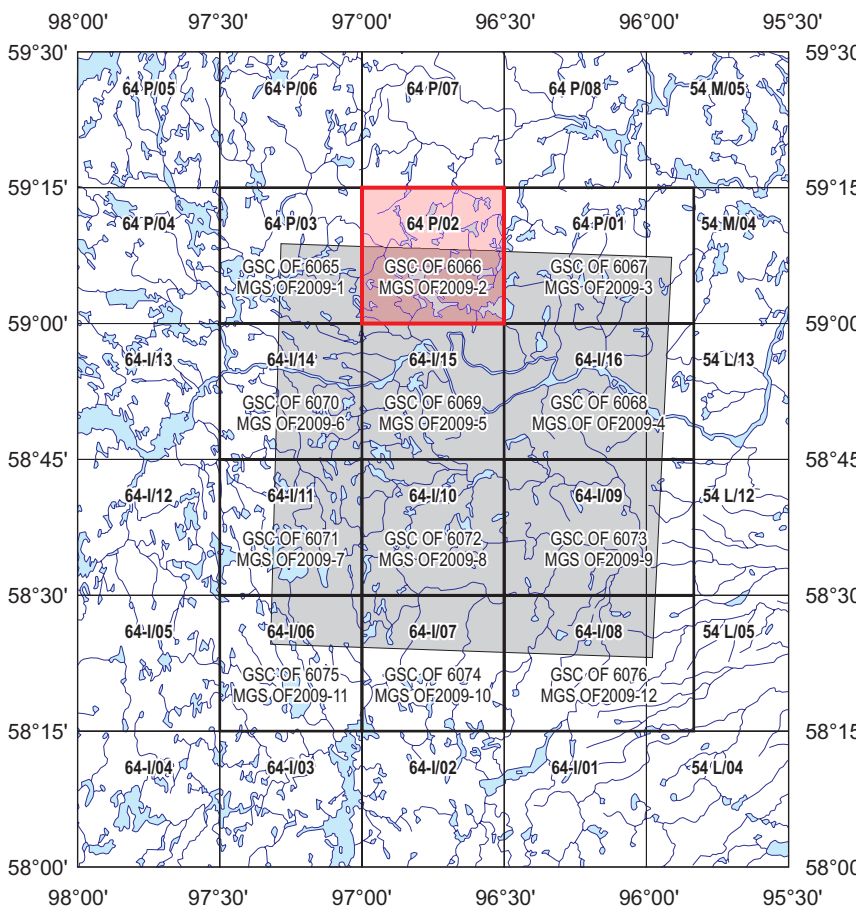 98°00' 97°30' 97°00' 96°30' 96°00' 95°30'
59°30' 59°30'
64 P/05 64 P/06 64 P/07 64 P/08 54 M/05
59°15' 59°15'
64 P/04 64 P/03 64 P/02 64 P/01 54 M/04
GSC OF 6065 GSC OF 6066 GSC OF 6067
MGS OF2009-1 MGS OF2009-2 MGS OF2009-3
59°00' 59°00'
64-I/13 64-I/14 64-I/15 64-I/16 54 L/13
GSC OF 6070 GSC OF 6069 GSC OF 6068
MGS OF2009-6 MGS OF2009-5 MGS OF OF2009-4
58°45' 58°45'
64-I/12 64-I/11 64-I/10 64-I/09 54 L/12
GSC OF 6071 GSC OF 6072 GSC OF 6073
MGS OF2009-7 MGS OF2009-8 MGS OF2009-9
58°30' 58°30'
64-I/05 64-I/06 64-I/07 64-I/08 54 L/05
GSC OF 6075 GSC OF 6074 GSC OF 6076
MGS OF2009-11 MGS OF2009-10 MGS OF2009-12
58°15' 58°15'
64-I/04 64-I/03 64-I/02 64-I/01 54 L/04
58°00' 58°00'
98°00' 97°30' 97°00' 96°30' 96°00' 95°30'